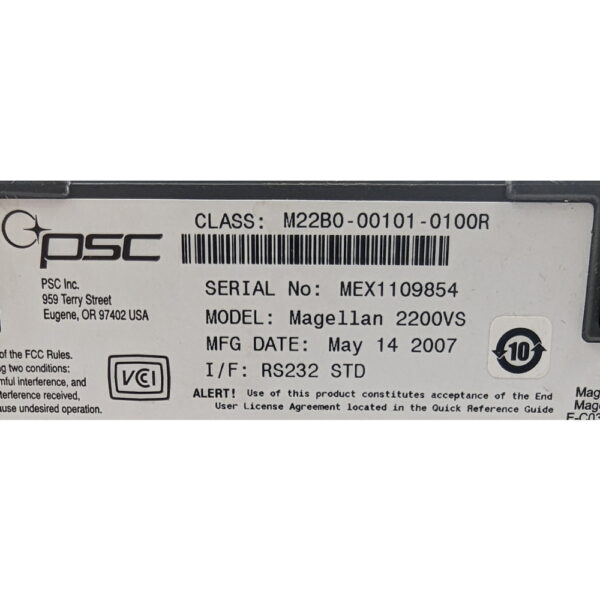 CLASS: M22B0-00101-0100R
psc
PSC Inc.
959 Terry Street
Eugene, OR 97402 USA
SERIAL No: MEX1109854
MODEL: Magellan 2200VS
MFG DATE: May 14 2007
I/F: RS232 STD
of the FCC Rules.
ng two conditions:
mful interference, and
terference received,
ause undesired operation.
VCI
10
ALERT! Use of this product constitutes acceptance of the End
User License Agreement located in the Quick Reference Guide
Mag
Mage
E-C03